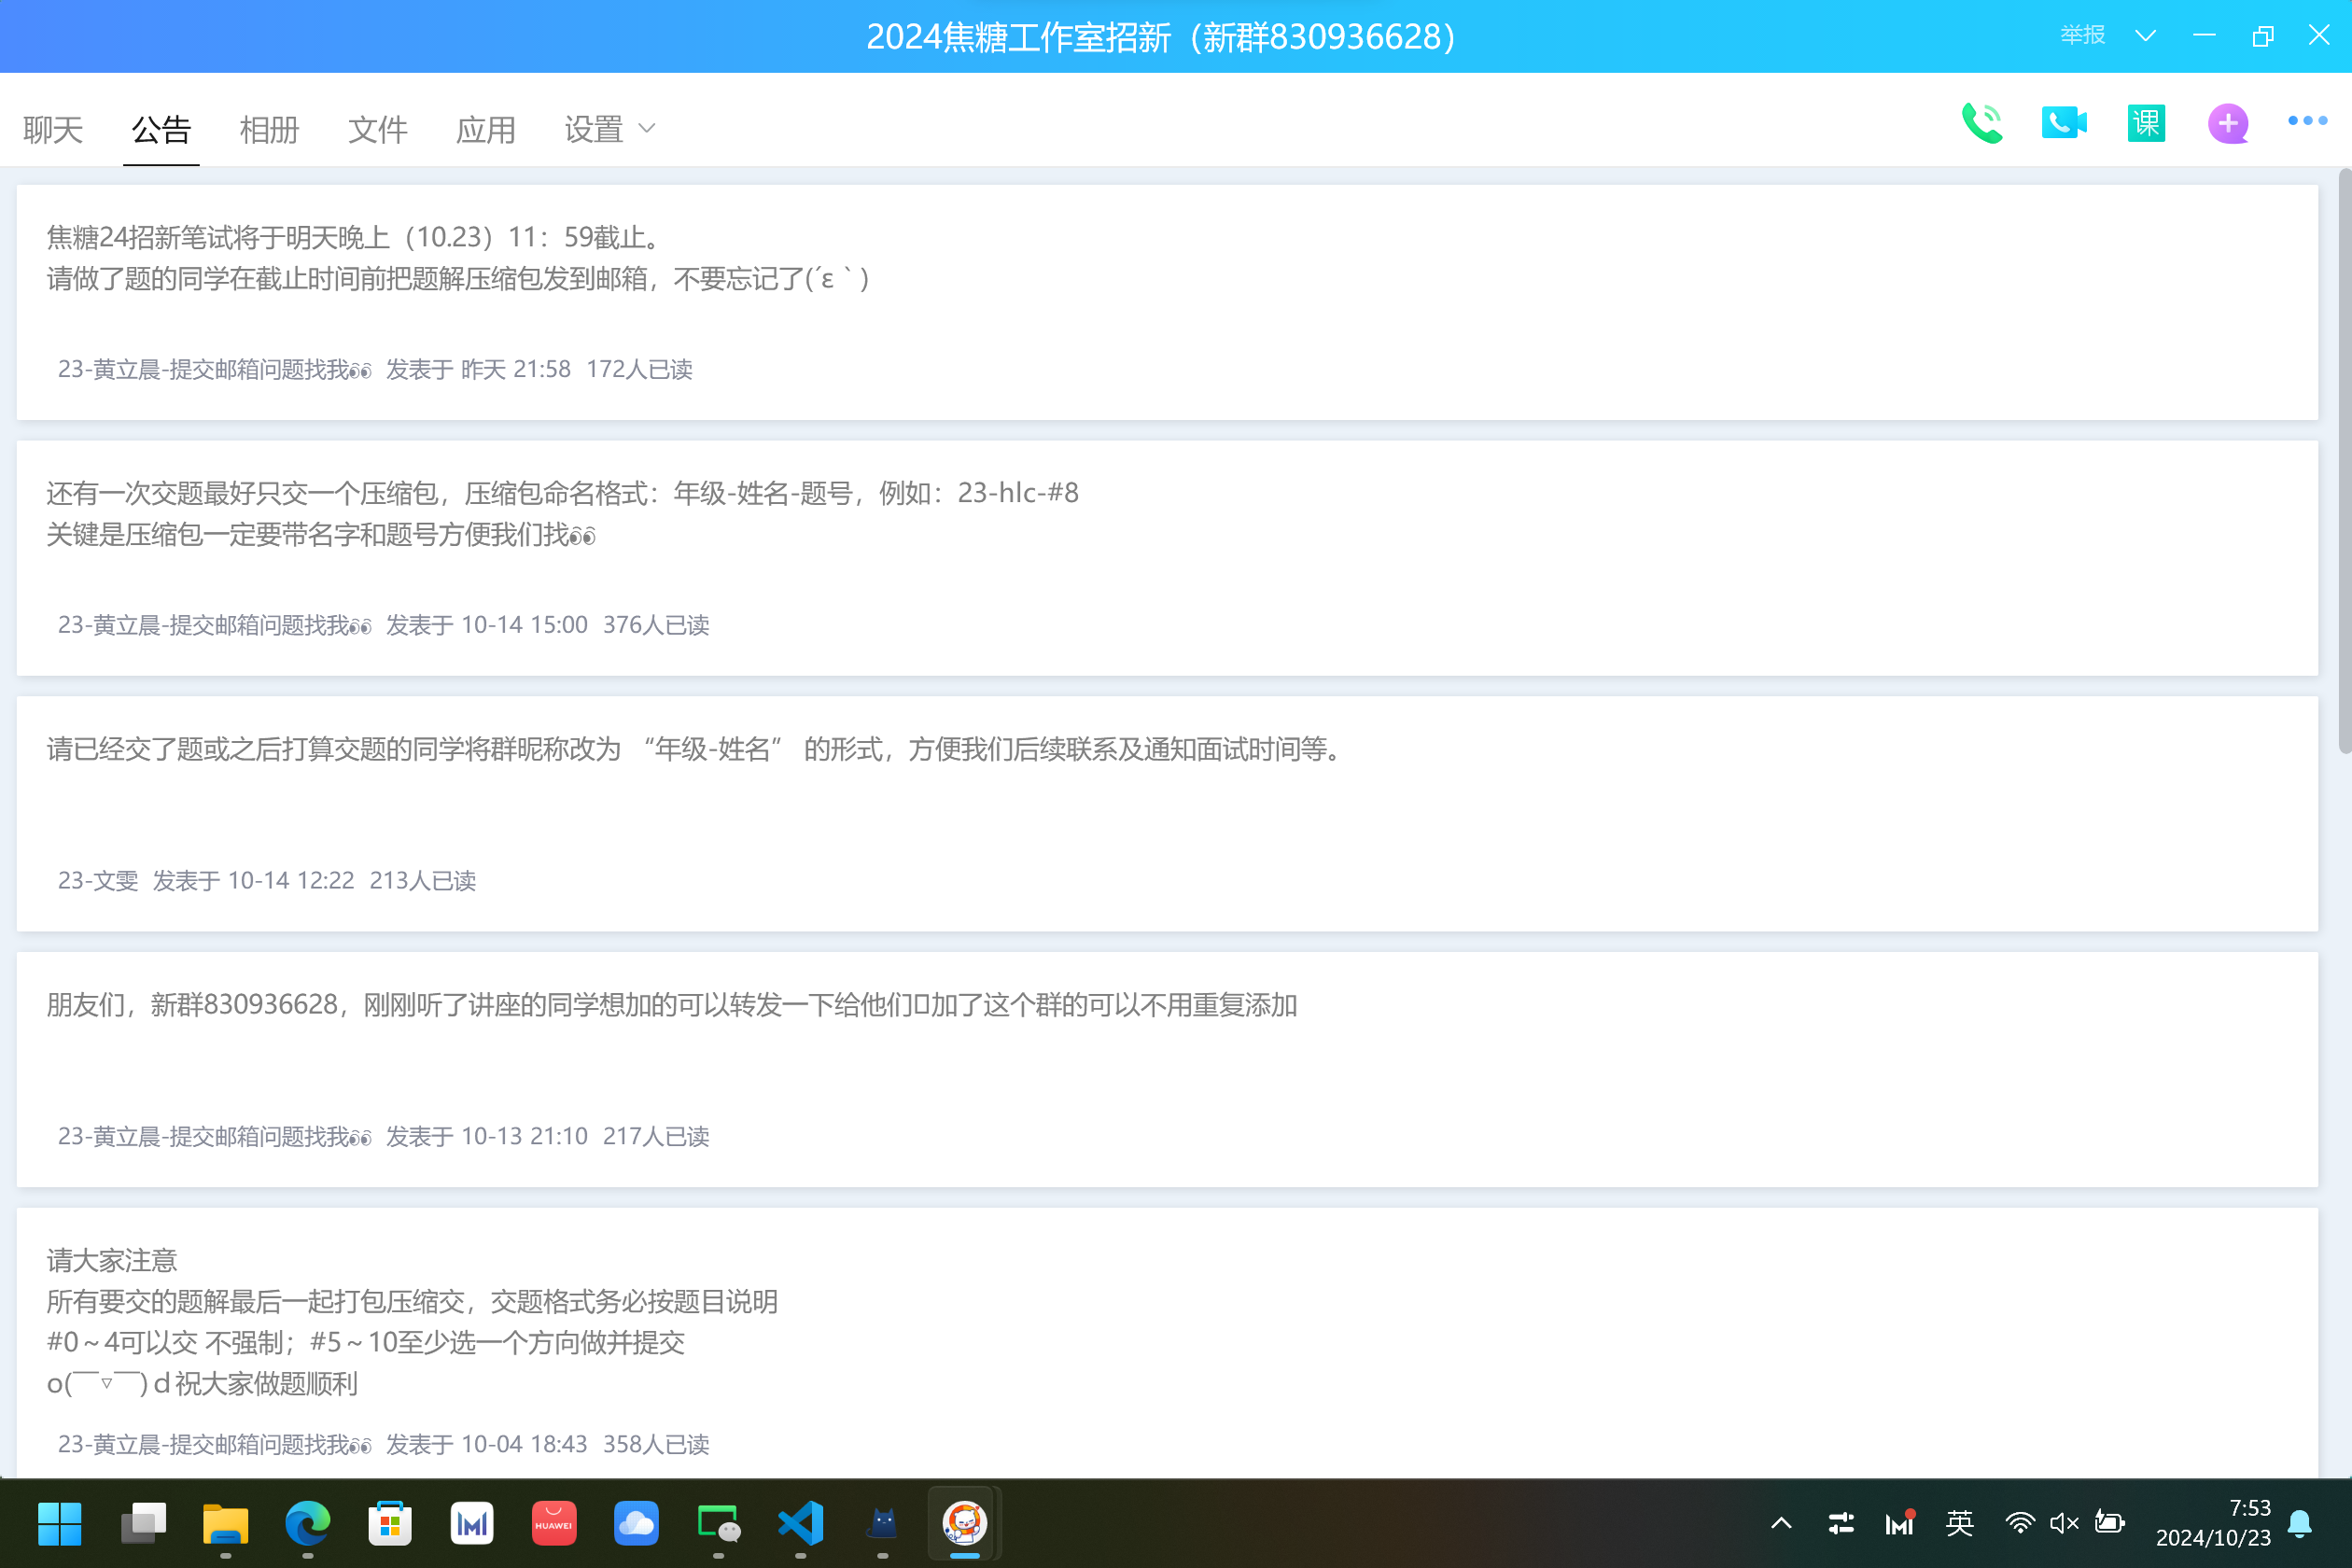 2024焦糖工作室招新（新群830936628）
举报
聊天 公告 相册 文件 应用 设置
课
焦糖24招新笔试将于明天晚上（10.23）11：59截止。
请做了题的同学在截止时间前把题解压缩包发到邮箱，不要忘记了(´ε｀)
23-黄立晨-提交邮箱问题找我👀 发表于 昨天 21:58 172人已读
还有一次交题最好只交一个压缩包，压缩包命名格式：年级-姓名-题号，例如：23-hlc-#8
关键是压缩包一定要带名字和题号方便我们找👀
23-黄立晨-提交邮箱问题找我👀 发表于 10-14 15:00 376人已读
请已经交了题或之后打算交题的同学将群昵称改为 “年级-姓名” 的形式，方便我们后续联系及通知面试时间等。
23-文雯 发表于 10-14 12:22 213人已读
朋友们，新群830936628，刚刚听了讲座的同学想加的可以转发一下给他们▯加了这个群的可以不用重复添加
23-黄立晨-提交邮箱问题找我👀 发表于 10-13 21:10 217人已读
请大家注意
所有要交的题解最后一起打包压缩交，交题格式务必按题目说明
#0～4可以交 不强制；#5～10至少选一个方向做并提交
o(￣▽￣)ｄ祝大家做题顺利
23-黄立晨-提交邮箱问题找我👀 发表于 10-04 18:43 358人已读
HUAWEI
英
7:53
2024/10/23